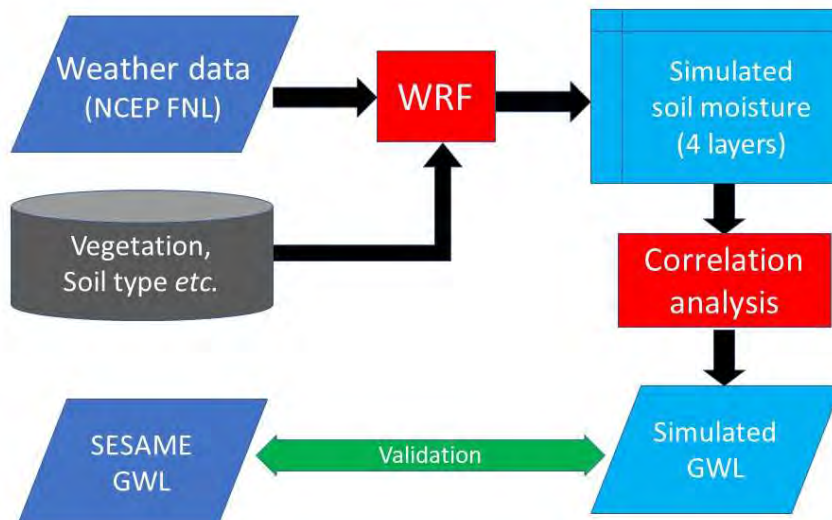 Weather data
(NCEP FNL)
WRF
Simulated
soil moisture
(4 layers)
Vegetation,
Soil type etc.
Correlation
analysis
SESAME
GWL
Validation
Simulated
GWL